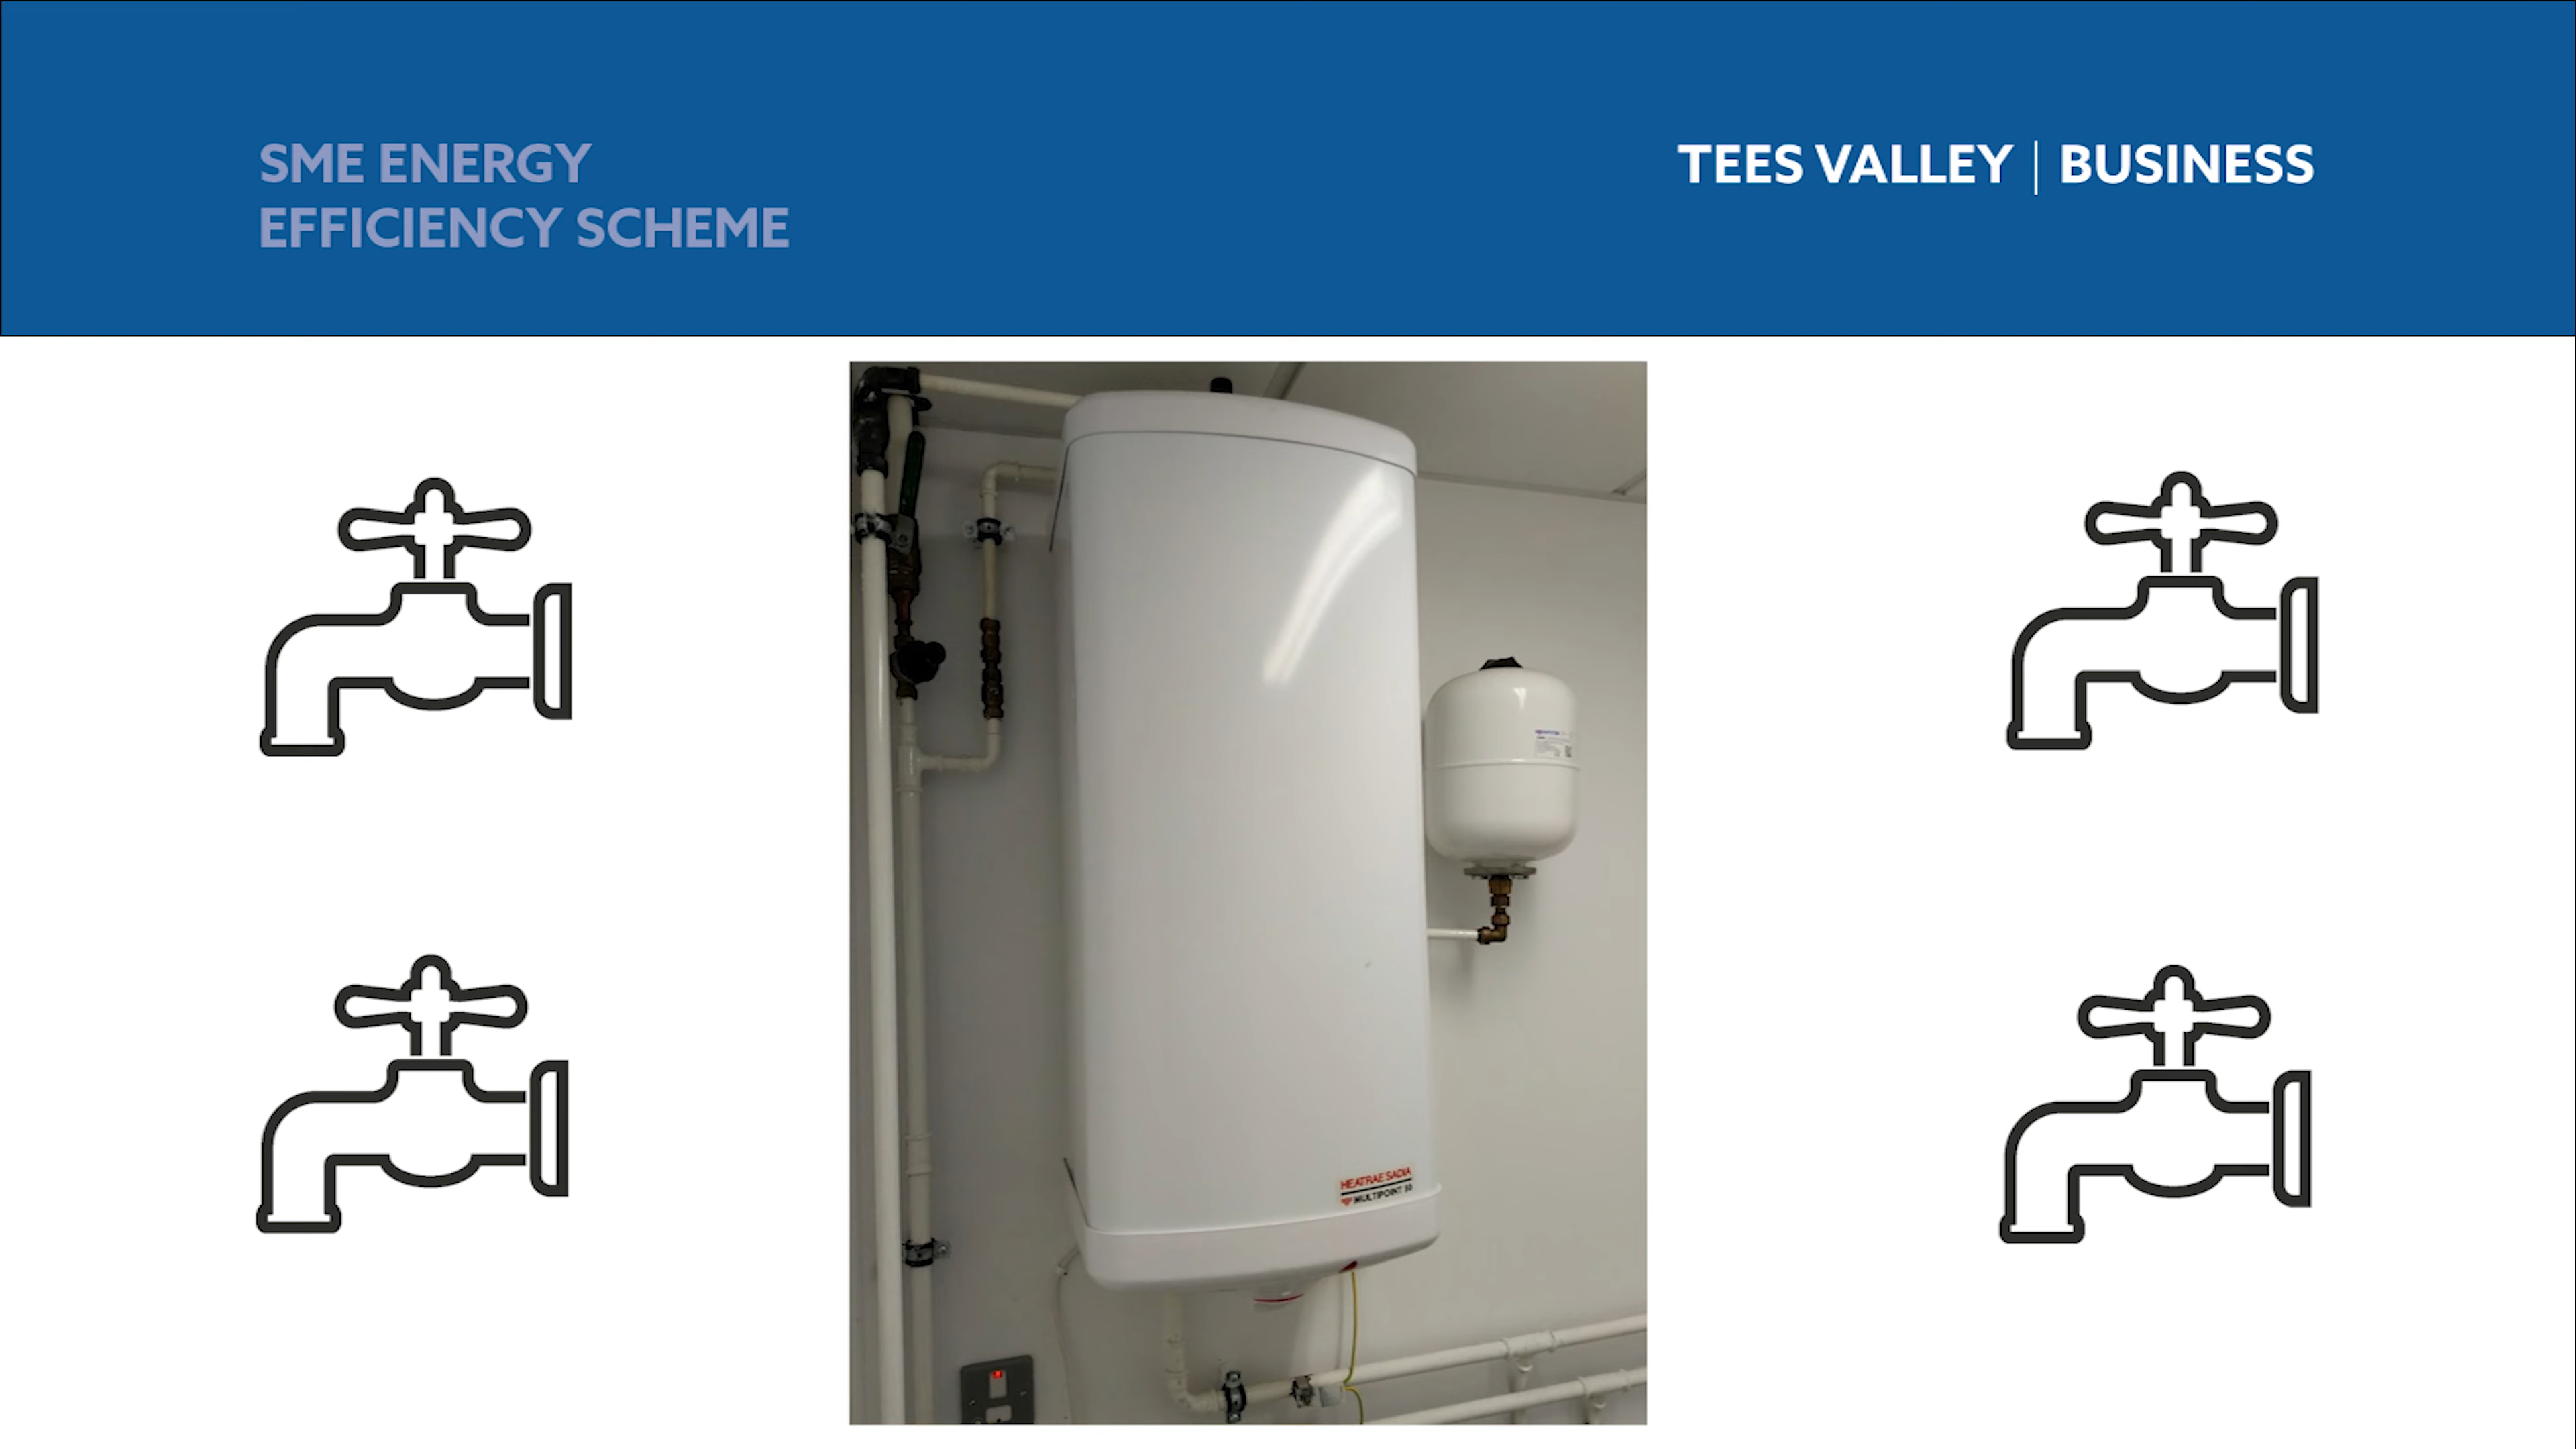 SME ENERGY
EFFICIENCY SCHEME
TEES VALLEY | BUSINESS
HEATRAE SADIA
MULTIPOINT 50